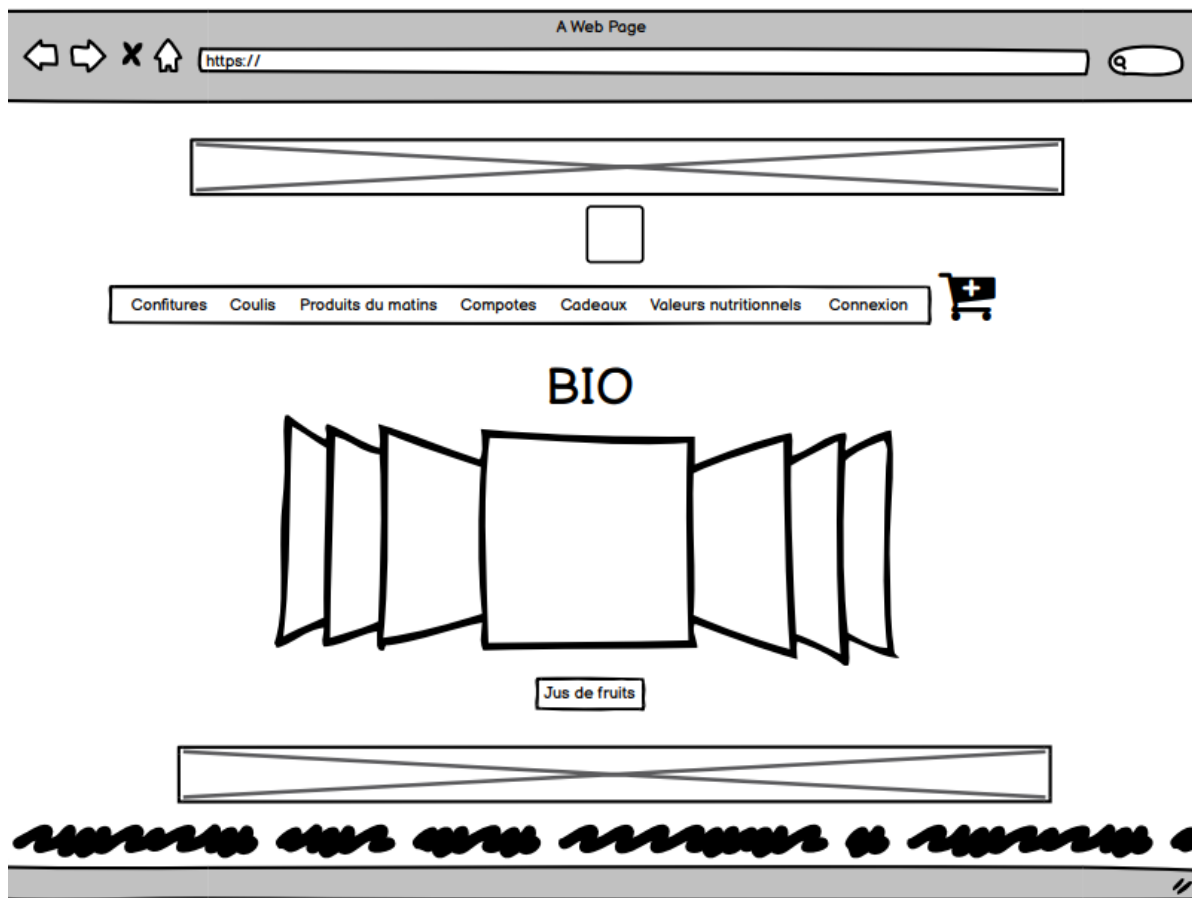 A Web Page
https://
Confitures Coulis Produits du matins Compotes Cadeaux Valeurs nutritionnels Connexion
BIO
Jus de fruits